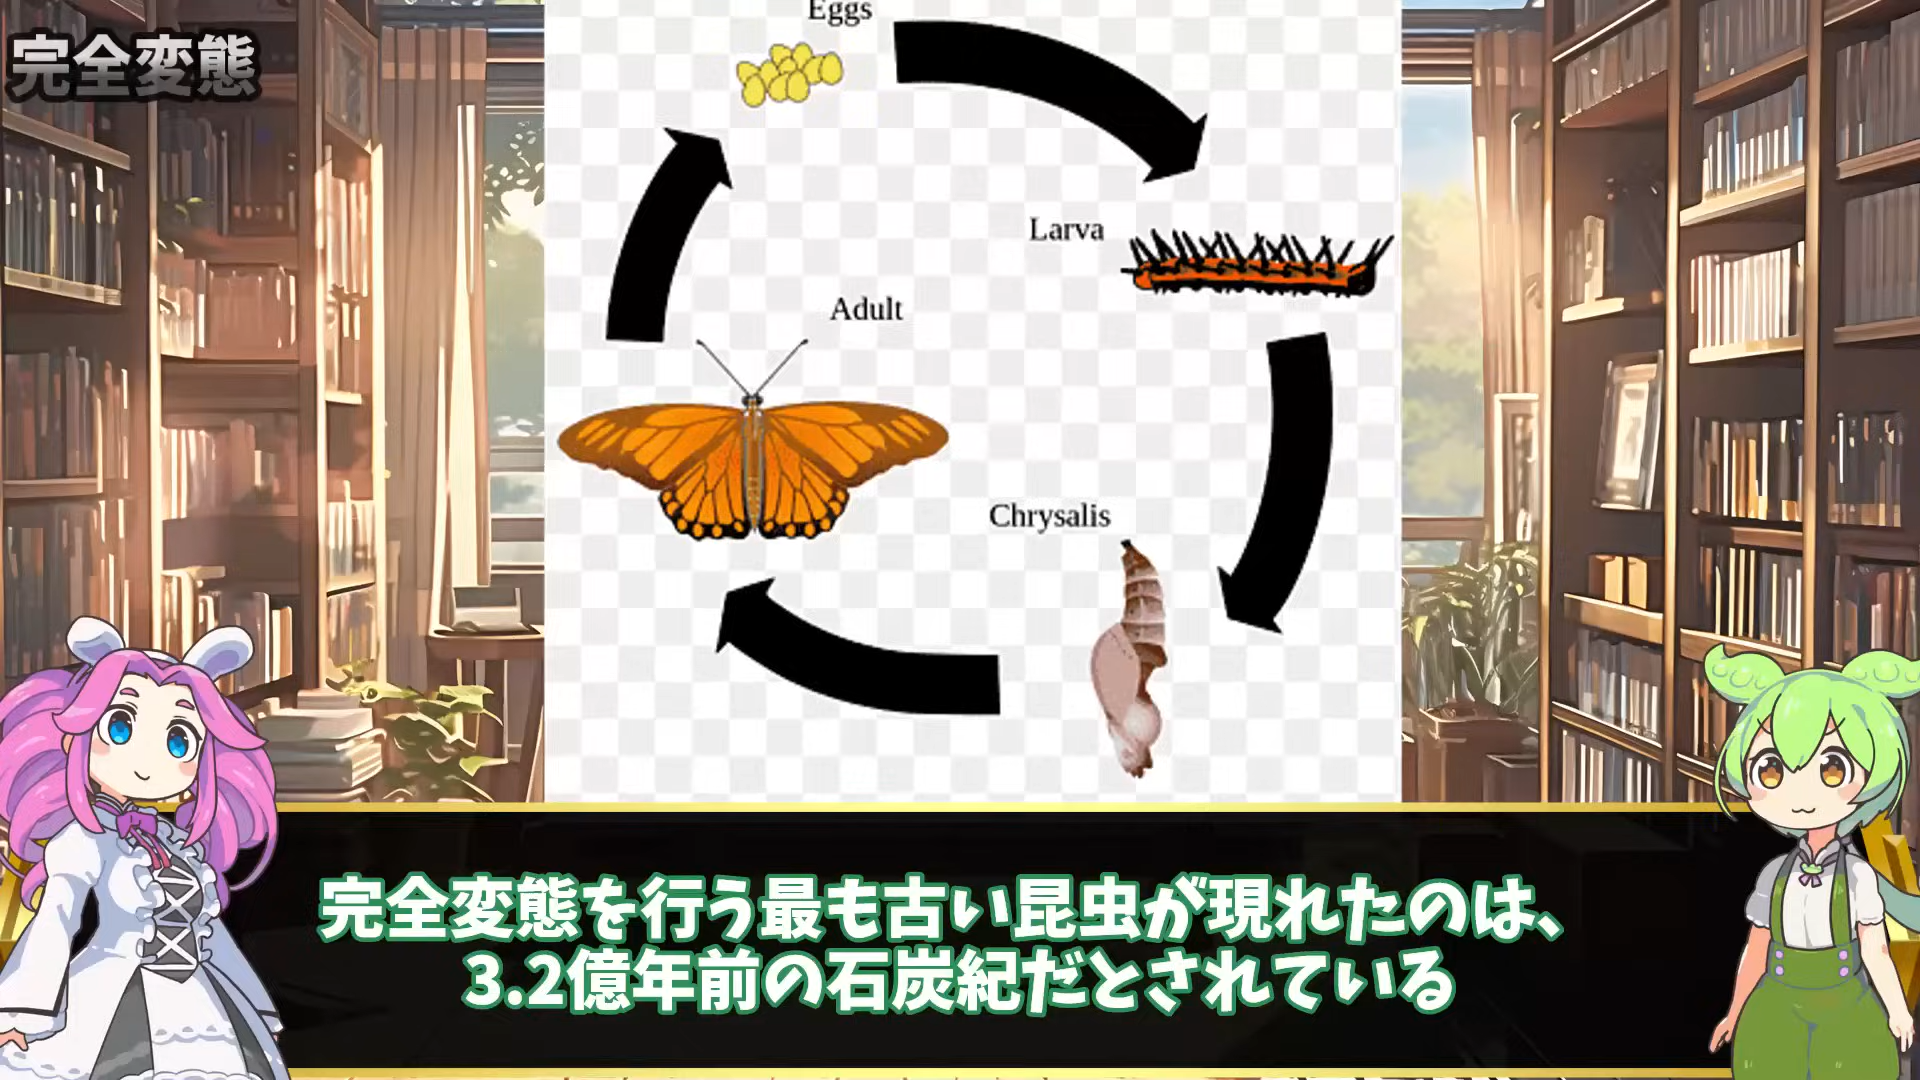 完全変態
Eggs
Larva
Adult
Chrysalis
完全変態を行う最も古い昆虫が現れたのは、
3.2億年前の石炭紀だとされている